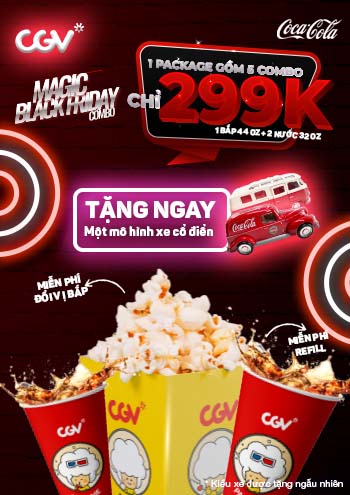 CGV*
Coca-Cola
1 PACKAGE GỒM 5 COMBO
MAGIC
BLACK FRIDAY
COMBO
CHỈ
299K
1 BẮP 44 OZ + 2 NƯỚC 32 OZ
TẶNG NGAY
Một mô hình xe cổ điển
Coca-Cola
MIỄN PHÍ
ĐỔI VỊ BẮP
MIỄN PHÍ
REFILL
CGV*
CGV*
CGV*
* Kiểu xe được tặng ngẫu nhiên